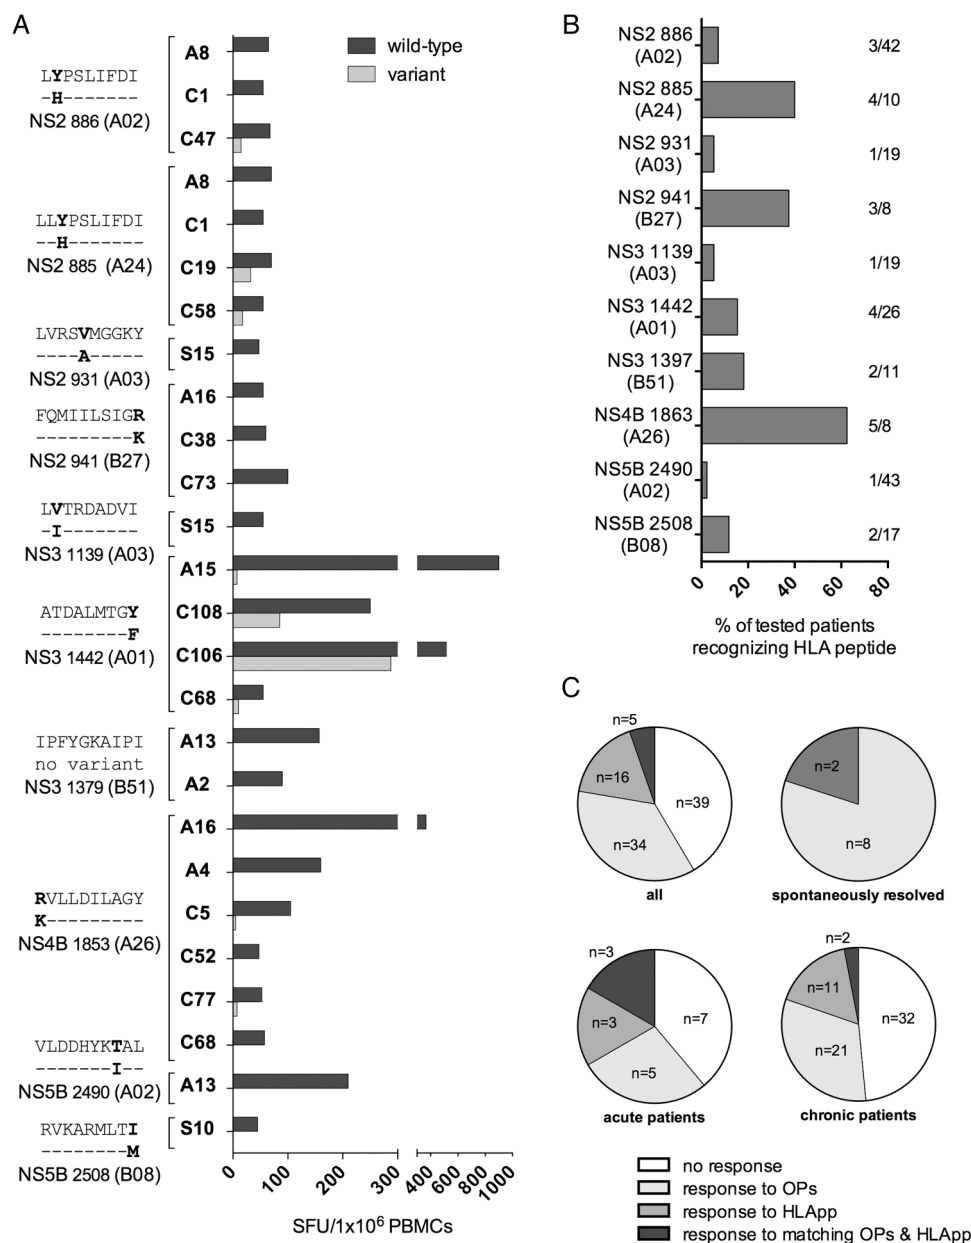 A
wild-type
variant
LYPSLIFDI
-H-------
NS2 886 (A02)
A8
C1
C47
LLYPSLIFDI
--H-------
NS2 885 (A24)
A8
C1
C19
C58
LVRSVMGGKY
----A-----
NS2 931 (A03)
S15
FQMIILSIGR
---------K
NS2 941 (B27)
A16
C38
C73
LVTRDADVI
-I-------
NS3 1139 (A03)
S15
ATDALMTGY
--------F
NS3 1442 (A01)
A15
C108
C106
C68
IPFYGKAIPI
no variant
NS3 1379 (B51)
A13
A2
RVLLDILAGY
K---------
NS4B 1853 (A26)
A16
A4
C5
C52
C77
C68
VLDDHYKTAL
-------I--
NS5B 2490 (A02)
A13
RVKARMLTI
--------M
NS5B 2508 (B08)
S10
0 100 200 300 400 600 800 1000
SFU/1x10⁶ PBMCs
B
NS2 886
(A02)
3/42
NS2 885
(A24)
4/10
NS2 931
(A03)
1/19
NS2 941
(B27)
3/8
NS3 1139
(A03)
1/19
NS3 1442
(A01)
4/26
NS3 1397
(B51)
2/11
NS4B 1863
(A26)
5/8
NS5B 2490
(A02)
1/43
NS5B 2508
(B08)
2/17
0 20 40 60 80
% of tested patients
recognizing HLA peptide
C
n=5
n=16
n=39
n=34
all
n=2
n=8
spontaneously resolved
n=3
n=3
n=7
n=5
acute patients
n=2
n=11
n=32
n=21
chronic patients
no response
response to OPs
response to HLApp
response to matching OPs & HLApp